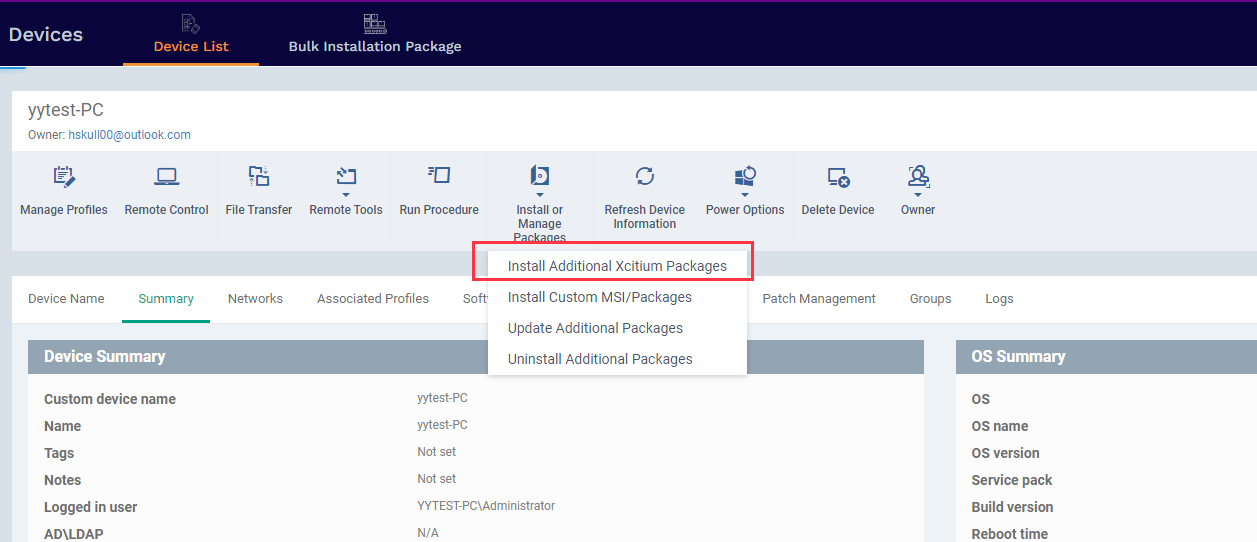 Devices
Device List
Bulk Installation Package
yytest-PC
Owner: hskull00@outlook.com
Manage Profiles
Remote Control
File Transfer
Remote Tools
Run Procedure
Install or
Manage
Packages
Refresh Device
Information
Power Options
Delete Device
Owner
Install Additional Xcitium Packages
Install Custom MSI/Packages
Update Additional Packages
Uninstall Additional Packages
Device Name
Summary
Networks
Associated Profiles
Patch Management
Groups
Logs
Device Summary
Custom device name
yytest-PC
Name
yytest-PC
Tags
Not set
Notes
Not set
Logged in user
YYTEST-PC\Administrator
AD\LDAP
N/A
OS Summary
OS
OS name
OS version
Service pack
Build version
Reboot time